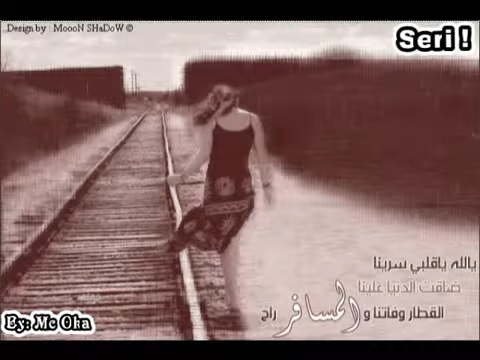 Design by : MoooN SHaDoW ©
Seri !
يالله ياقلبي سرينا
ضاقت الدنيا علينا
القطار وفاتنا و المسافر راح
By: Mc Oka